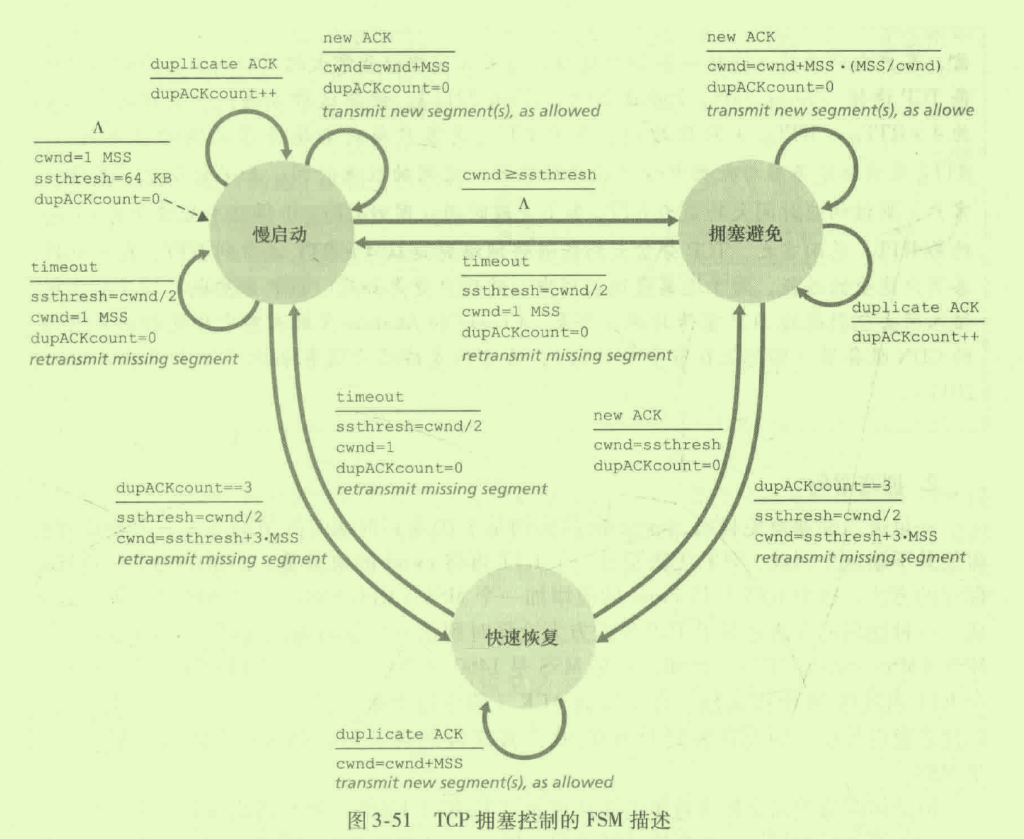 duplicate ACK
dupACKcount++
new ACK
cwnd=cwnd+MSS
dupACKcount=0
transmit new segment(s), as allowed
new ACK
cwnd=cwnd+MSS·(MSS/cwnd)
dupACKcount=0
transmit new segment(s), as allowe
Λ
cwnd=1 MSS
ssthresh=64 KB
dupACKcount=0
慢启动
cwnd≥ssthresh
Λ
拥塞避免
timeout
ssthresh=cwnd/2
cwnd=1 MSS
dupACKcount=0
retransmit missing segment
timeout
ssthresh=cwnd/2
cwnd=1 MSS
dupACKcount=0
retransmit missing segment
duplicate ACK
dupACKcount++
timeout
ssthresh=cwnd/2
cwnd=1
dupACKcount=0
retransmit missing segment
new ACK
cwnd=ssthresh
dupACKcount=0
dupACKcount==3
ssthresh=cwnd/2
cwnd=ssthresh+3·MSS
retransmit missing segment
dupACKcount==3
ssthresh=cwnd/2
cwnd=ssthresh+3·MSS
retransmit missing segment
快速恢复
duplicate ACK
cwnd=cwnd+MSS
transmit new segment(s), as allowed
图 3-51 TCP 拥塞控制的 FSM 描述